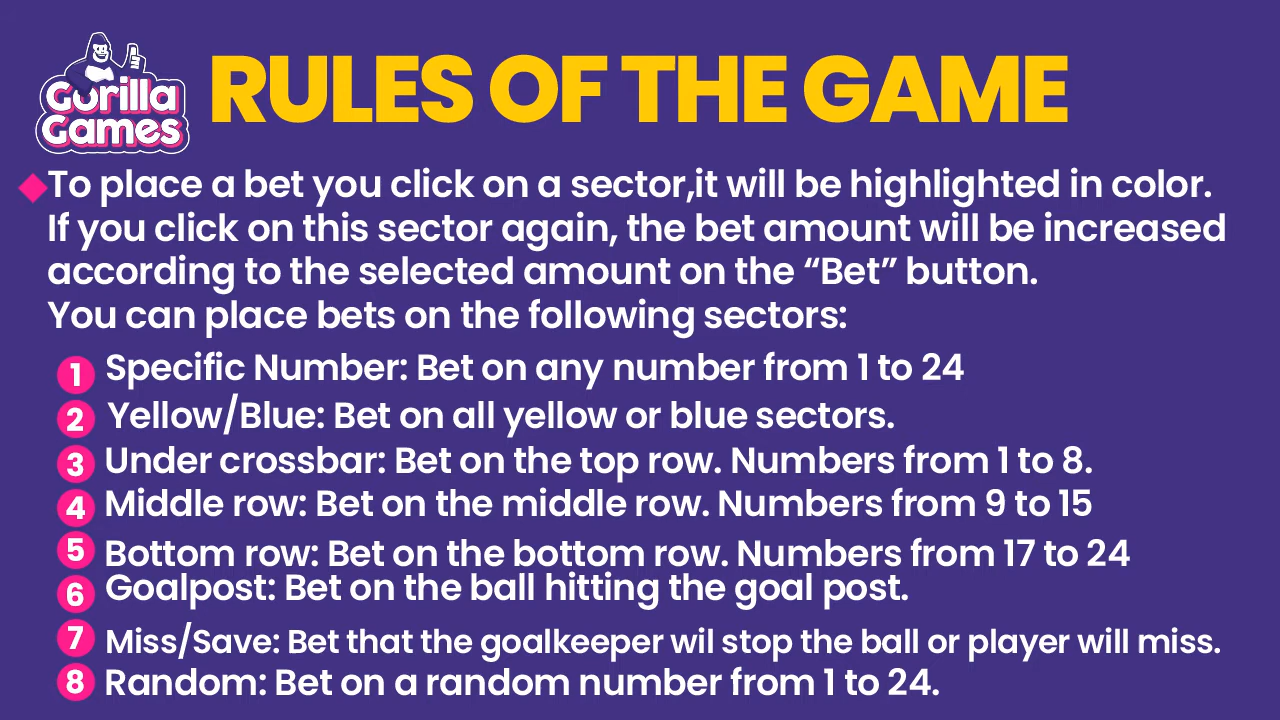 Gorilla
Games
RULES OF THE GAME
To place a bet you click on a sector,it will be highlighted in color.
If you click on this sector again, the bet amount will be increased
according to the selected amount on the “Bet” button.
You can place bets on the following sectors:
1 Specific Number: Bet on any number from 1 to 24
2 Yellow/Blue: Bet on all yellow or blue sectors.
3 Under crossbar: Bet on the top row. Numbers from 1 to 8.
4 Middle row: Bet on the middle row. Numbers from 9 to 15
5 Bottom row: Bet on the bottom row. Numbers from 17 to 24
6 Goalpost: Bet on the ball hitting the goal post.
7 Miss/Save: Bet that the goalkeeper wil stop the ball or player will miss.
8 Random: Bet on a random number from 1 to 24.